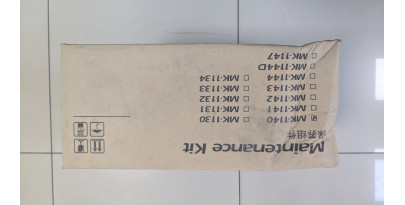 Maintenance Kit
保养组件
☑ MK-1140 ☐ MK-1130
☐ MK-1141 ☐ MK-1131
☐ MK-1142 ☐ MK-1132
☐ MK-1143 ☐ MK-1133
☐ MK-1144 ☐ MK-1134
☐ MK-1144D
☐ MK-1147